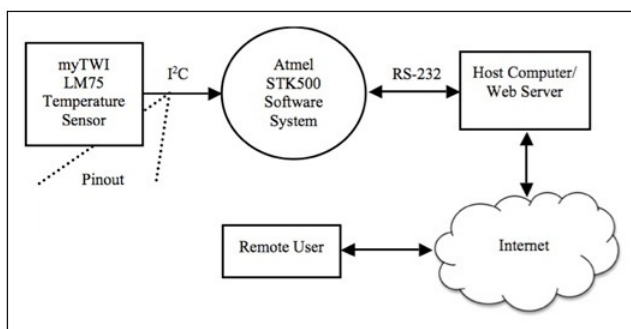 myTWI
LM75
Temperature
Sensor
I²C
Atmel
STK500
Software
System
RS-232
Host Computer/
Web Server
Pinout
Remote User
Internet